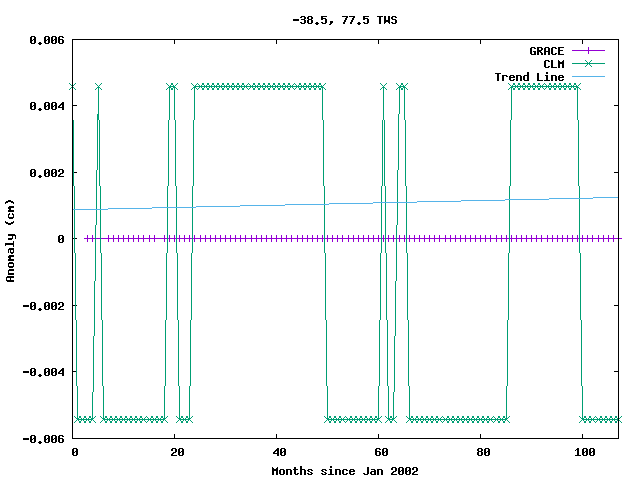 -38.5, 77.5 TWS
0.006
GRACE
CLM
Trend Line
0.004
0.002
0
-0.002
-0.004
-0.006
Anomaly (cm)
0 20 40 60 80 100
Months since Jan 2002